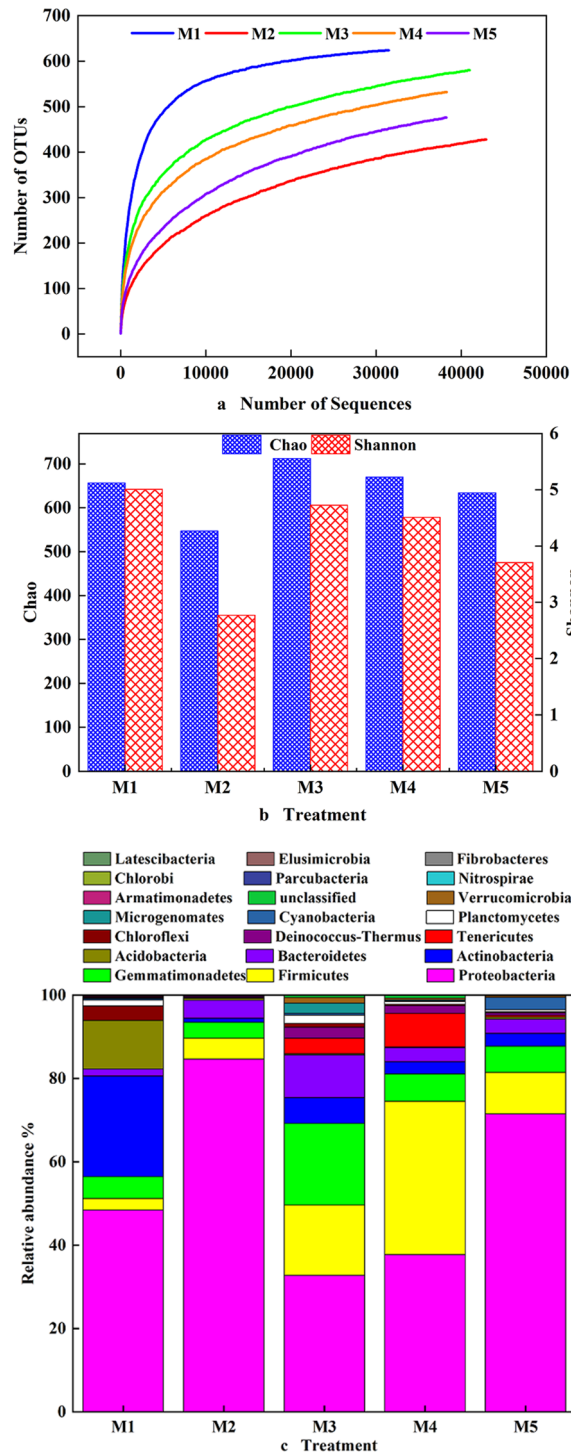 M1 M2 M3 M4 M5
700
600
500
400
300
200
100
0
Number of OTUs
0 10000 20000 30000 40000 50000
a Number of Sequences
Chao Shannon
700
600
500
400
300
200
100
0
Chao
6
5
4
3
2
1
0
Shannon
M1 M2 M3 M4 M5
b Treatment
Latescibacteria Elusimicrobia Fibrobacteres
Chlorobi Parcubacteria Nitrospirae
Armatimonadetes unclassified Verrucomicrobia
Microgenomates Cyanobacteria Planctomycetes
Chloroflexi Deinococcus-Thermus Tenericutes
Acidobacteria Bacteroidetes Actinobacteria
Gemmatimonadetes Firmicutes Proteobacteria
100
80
60
40
20
0
Relative abundance %
M1 M2 M3 M4 M5
c Treatment